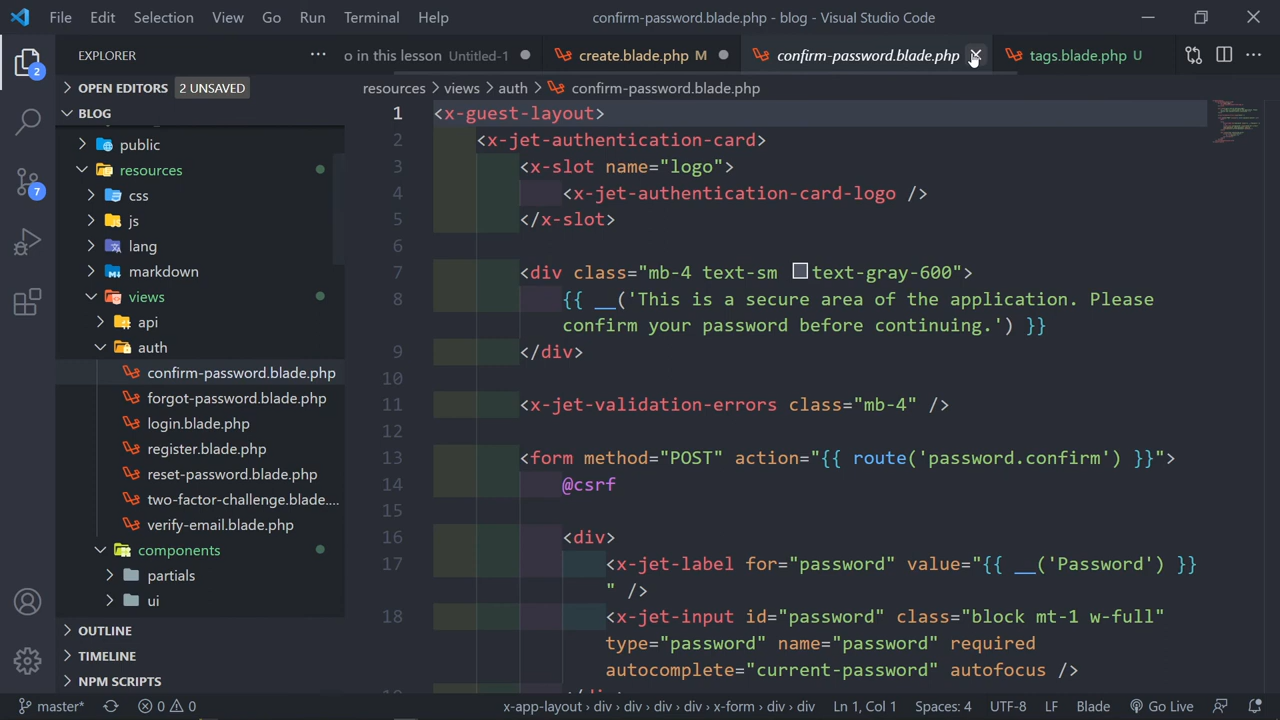 File Edit Selection View Go Run Terminal Help
confirm-password.blade.php - blog - Visual Studio Code
EXPLORER
o in this lesson Untitled-1
create.blade.php M
confirm-password.blade.php
tags.blade.php U
2
OPEN EDITORS 2 UNSAVED
resources > views > auth > confirm-password.blade.php
BLOG
public
resources
css
js
lang
markdown
views
api
auth
confirm-password.blade.php
forgot-password.blade.php
login.blade.php
register.blade.php
reset-password.blade.php
two-factor-challenge.blade....
verify-email.blade.php
components
partials
ui
OUTLINE
TIMELINE
NPM SCRIPTS
7
1 <x-guest-layout>
2 <x-jet-authentication-card>
3 <x-slot name="logo">
4 <x-jet-authentication-card-logo />
5 </x-slot>
6
7 <div class="mb-4 text-sm text-gray-600">
8 {{ __('This is a secure area of the application. Please
confirm your password before continuing.') }}
9 </div>
10
11 <x-jet-validation-errors class="mb-4" />
12
13 <form method="POST" action="{{ route('password.confirm') }}">
14 @csrf
15
16 <div>
17 <x-jet-label for="password" value="{{ __('Password') }}
" />
18 <x-jet-input id="password" class="block mt-1 w-full"
type="password" name="password" required
autocomplete="current-password" autofocus />
master* 0 0 x-app-layout › div › div › div › div › x-form › div › div Ln 1, Col 1 Spaces: 4 UTF-8 LF Blade Go Live